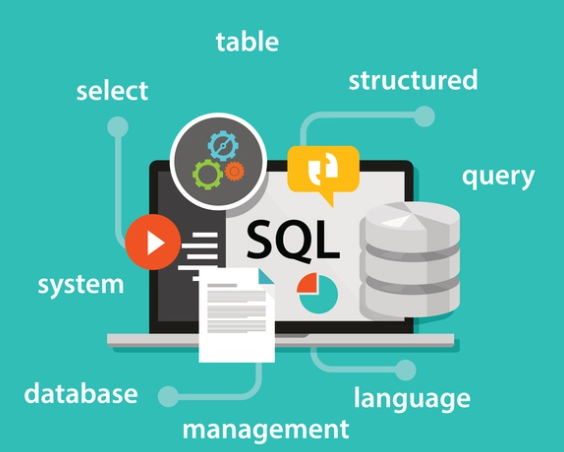 table
select
structured
query
SQL
system
database
language
management